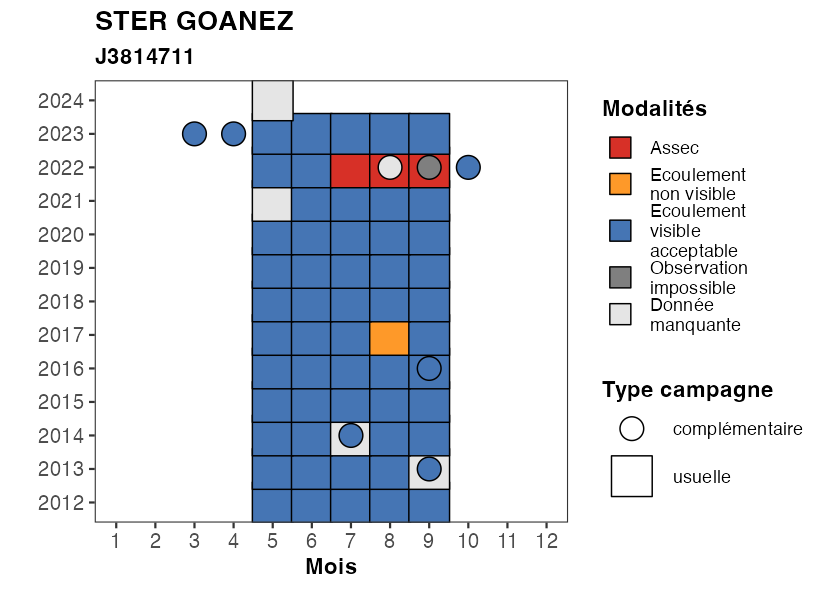 STER GOANEZ
J3814711
2024
2023
2022
2021
2020
2019
2018
2017
2016
2015
2014
2013
2012
1 2 3 4 5 6 7 8 9 10 11 12
Mois
Modalités
Assec
Ecoulement
non visible
Ecoulement
visible
acceptable
Observation
impossible
Donnée
manquante
Type campagne
complémentaire
usuelle